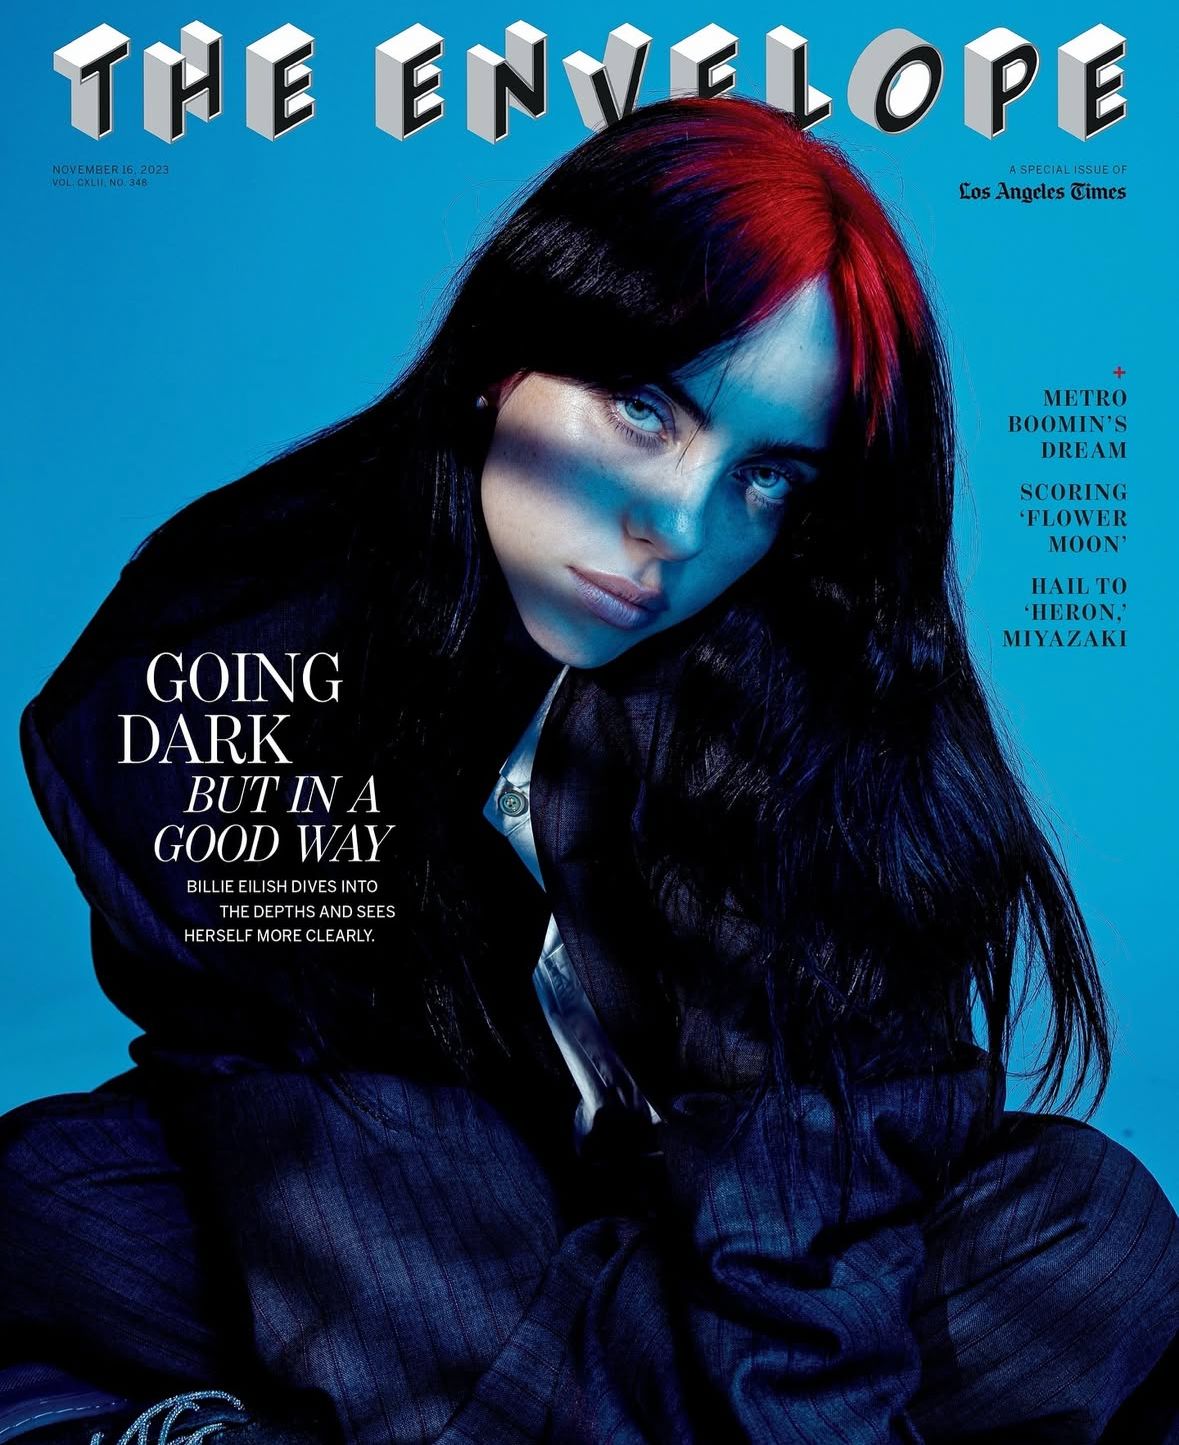 THE ENVELOPE
NOVEMBER 16, 2023
VOL. CXLII, NO. 348
A SPECIAL ISSUE OF
Los Angeles Times
+
METRO
BOOMIN’S
DREAM
SCORING
‘FLOWER
MOON’
HAIL TO
‘HERON,’
MIYAZAKI
GOING
DARK
BUT IN A
GOOD WAY
BILLIE EILISH DIVES INTO
THE DEPTHS AND SEES
HERSELF MORE CLEARLY.